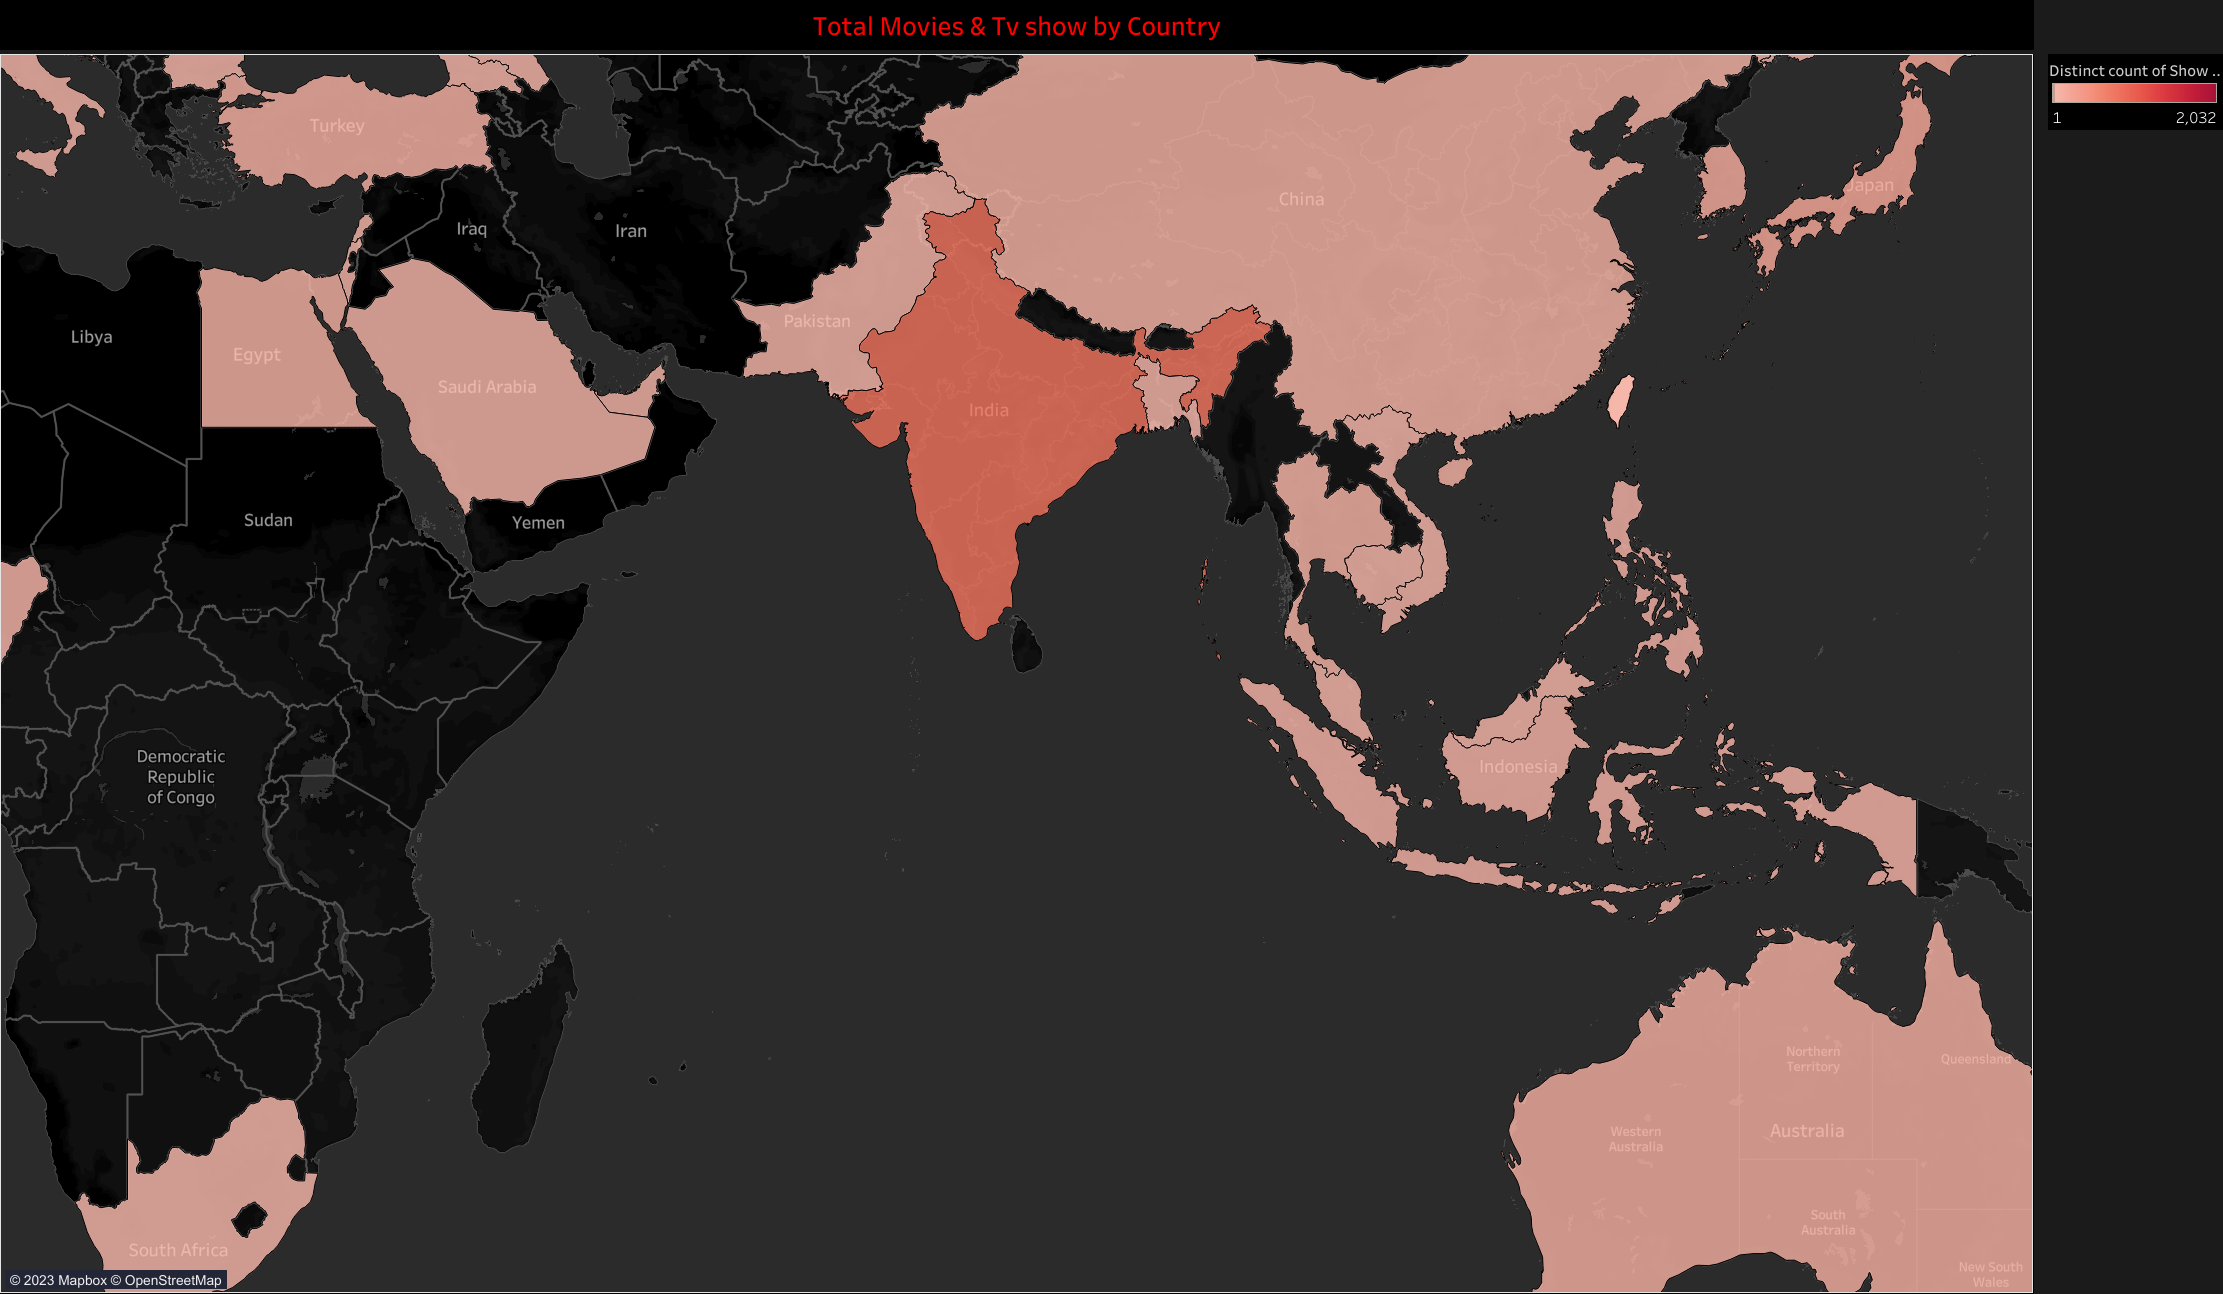 Total Movies & Tv show by Country
Distinct count of Show ..
1 2,032
Turkey
China
Japan
Iraq
Iran
Pakistan
Libya
Egypt
Saudi Arabia
India
Sudan
Yemen
Democratic
Republic
of Congo
Indonesia
Northern
Territory
Queensland
Western
Australia
Australia
South
Australia
South Africa
New South
Wales
© 2023 Mapbox © OpenStreetMap